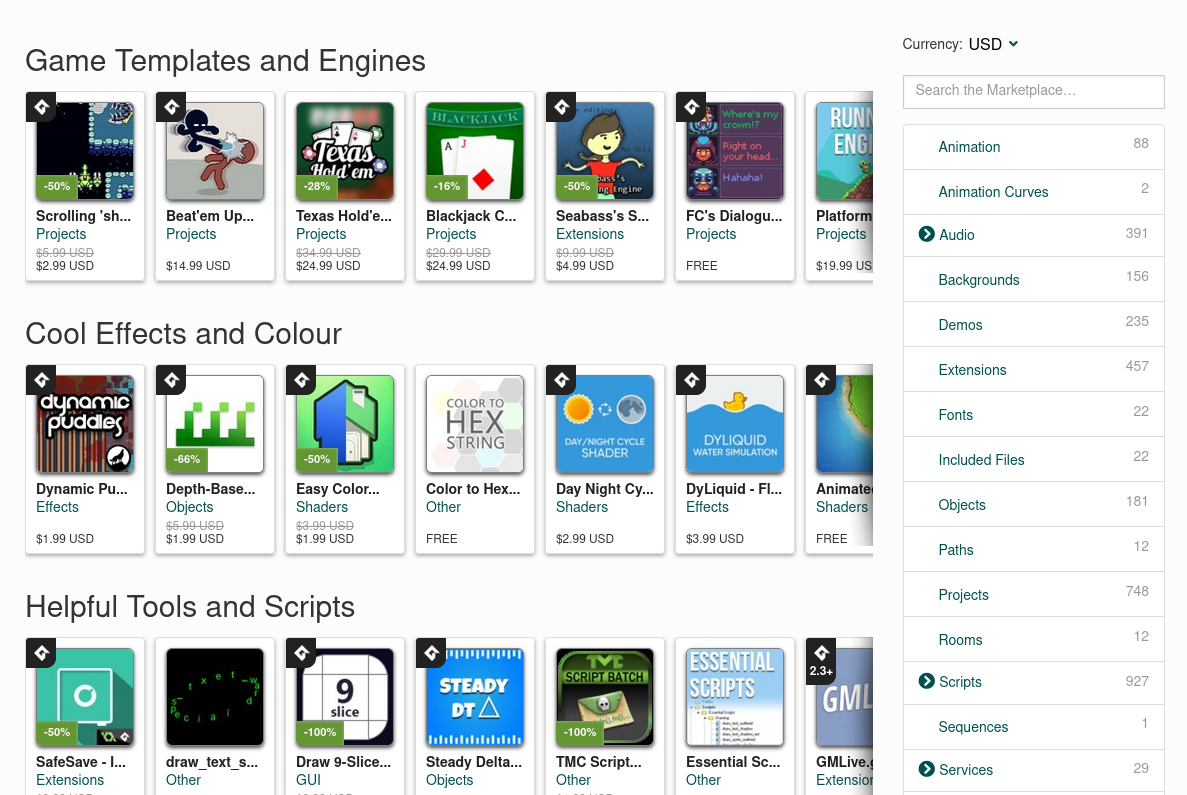 Currency: USD
Search the Marketplace...
Game Templates and Engines
-50%
Scrolling 'sh...
Projects
$5.99 USD
$2.99 USD
Beat'em Up...
Projects
$14.99 USD
Texas
Hold'em
-28%
Texas Hold'e...
Projects
$34.99 USD
$24.99 USD
BLACKJACK
A
J
-16%
Blackjack C...
Projects
$29.99 USD
$24.99 USD
-50%
Seabass's S...
Extensions
$9.99 USD
$4.99 USD
Where's my
crown!?
Right on
your head...
Hahaha!
FC's Dialogu...
Projects
FREE
RUNN
ENGI
Platform
Projects
$19.99 US
Cool Effects and Colour
dynamic
puddles
Dynamic Pu...
Effects
$1.99 USD
-66%
Depth-Base...
Objects
$5.99 USD
$1.99 USD
-50%
Easy Color...
Shaders
$3.99 USD
$1.99 USD
COLOR TO
HEX
STRING
Color to Hex...
Other
FREE
DAY/NIGHT CYCLE
SHADER
Day Night Cy...
Shaders
$2.99 USD
DYLIQUID
WATER SIMULATION
DyLiquid - Fl...
Effects
$3.99 USD
Animate
Shaders
FREE
Helpful Tools and Scripts
-50%
SafeSave - I...
Extensions
draw_text_s...
Other
9
slice
-100%
Draw 9-Slice...
GUI
STEADY
DT △
Steady Delta...
Objects
TMC
SCRIPT BATCH
-100%
TMC Script...
Other
ESSENTIAL
SCRIPTS
Essential Sc...
Other
2.3+
GML
GMLive.g
Extension
Animation 88
Animation Curves 2
Audio 391
Backgrounds 156
Demos 235
Extensions 457
Fonts 22
Included Files 22
Objects 181
Paths 12
Projects 748
Rooms 12
Scripts 927
Sequences 1
Services 29